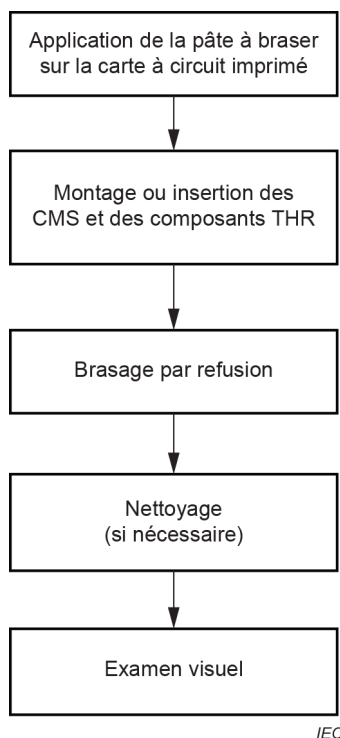 Application de la pâte à braser
sur la carte à circuit imprimé
Montage ou insertion des
CMS et des composants THR
Brasage par refusion
Nettoyage
(si nécessaire)
Examen visuel
IEC